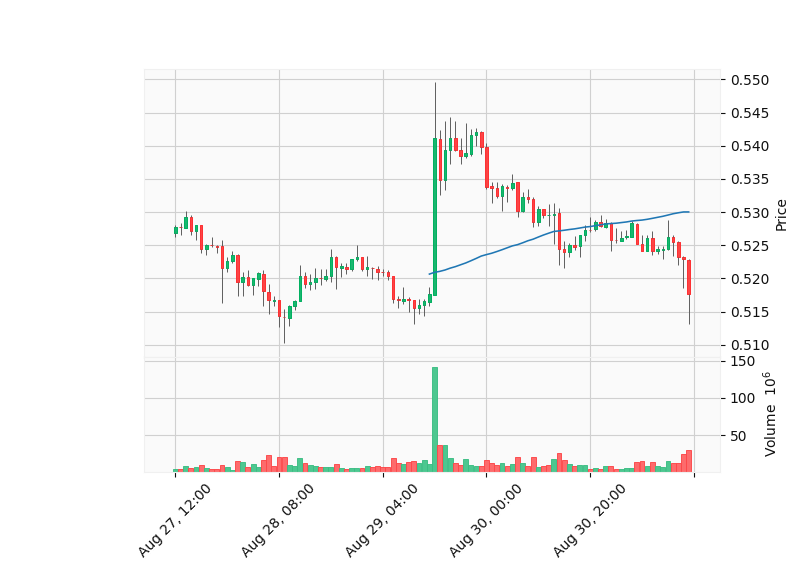 0.550
0.545
0.540
0.535
0.530
0.525
0.520
0.515
0.510
Price
150
100
50
Volume 10^6
Aug 27, 12:00
Aug 28, 08:00
Aug 29, 04:00
Aug 30, 00:00
Aug 30, 20:00